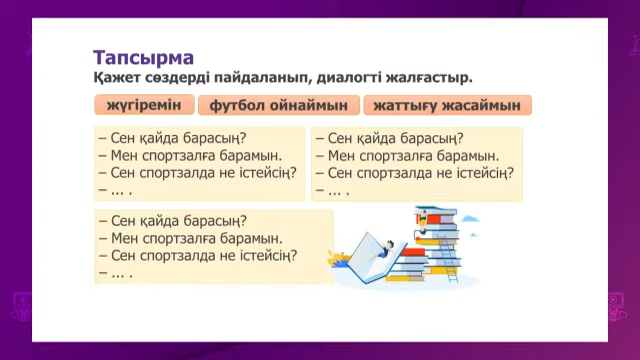 Тапсырма
Қажет сөздерді пайдаланып, диалогті жалғастыр.
жүгіремін
футбол ойнаймын
жаттығу жасаймын
– Сен қайда барасың?
– Мен спортзалға барамын.
– Сен спортзалда не істейсің?
– ... .
– Сен қайда барасың?
– Мен спортзалға барамын.
– Сен спортзалда не істейсің?
– ... .
– Сен қайда барасың?
– Мен спортзалға барамын.
– Сен спортзалда не істейсің?
– ... .